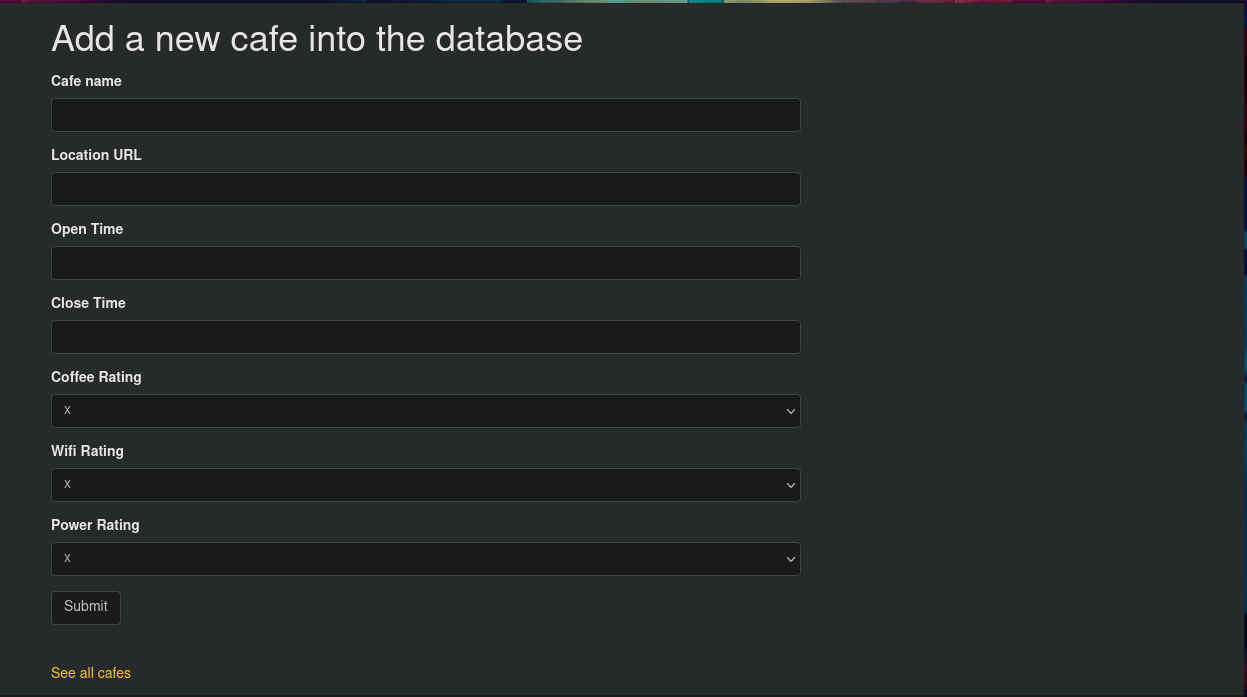 Add a new cafe into the database
Cafe name
Location URL
Open Time
Close Time
Coffee Rating
x
Wifi Rating
x
Power Rating
x
Submit
See all cafes